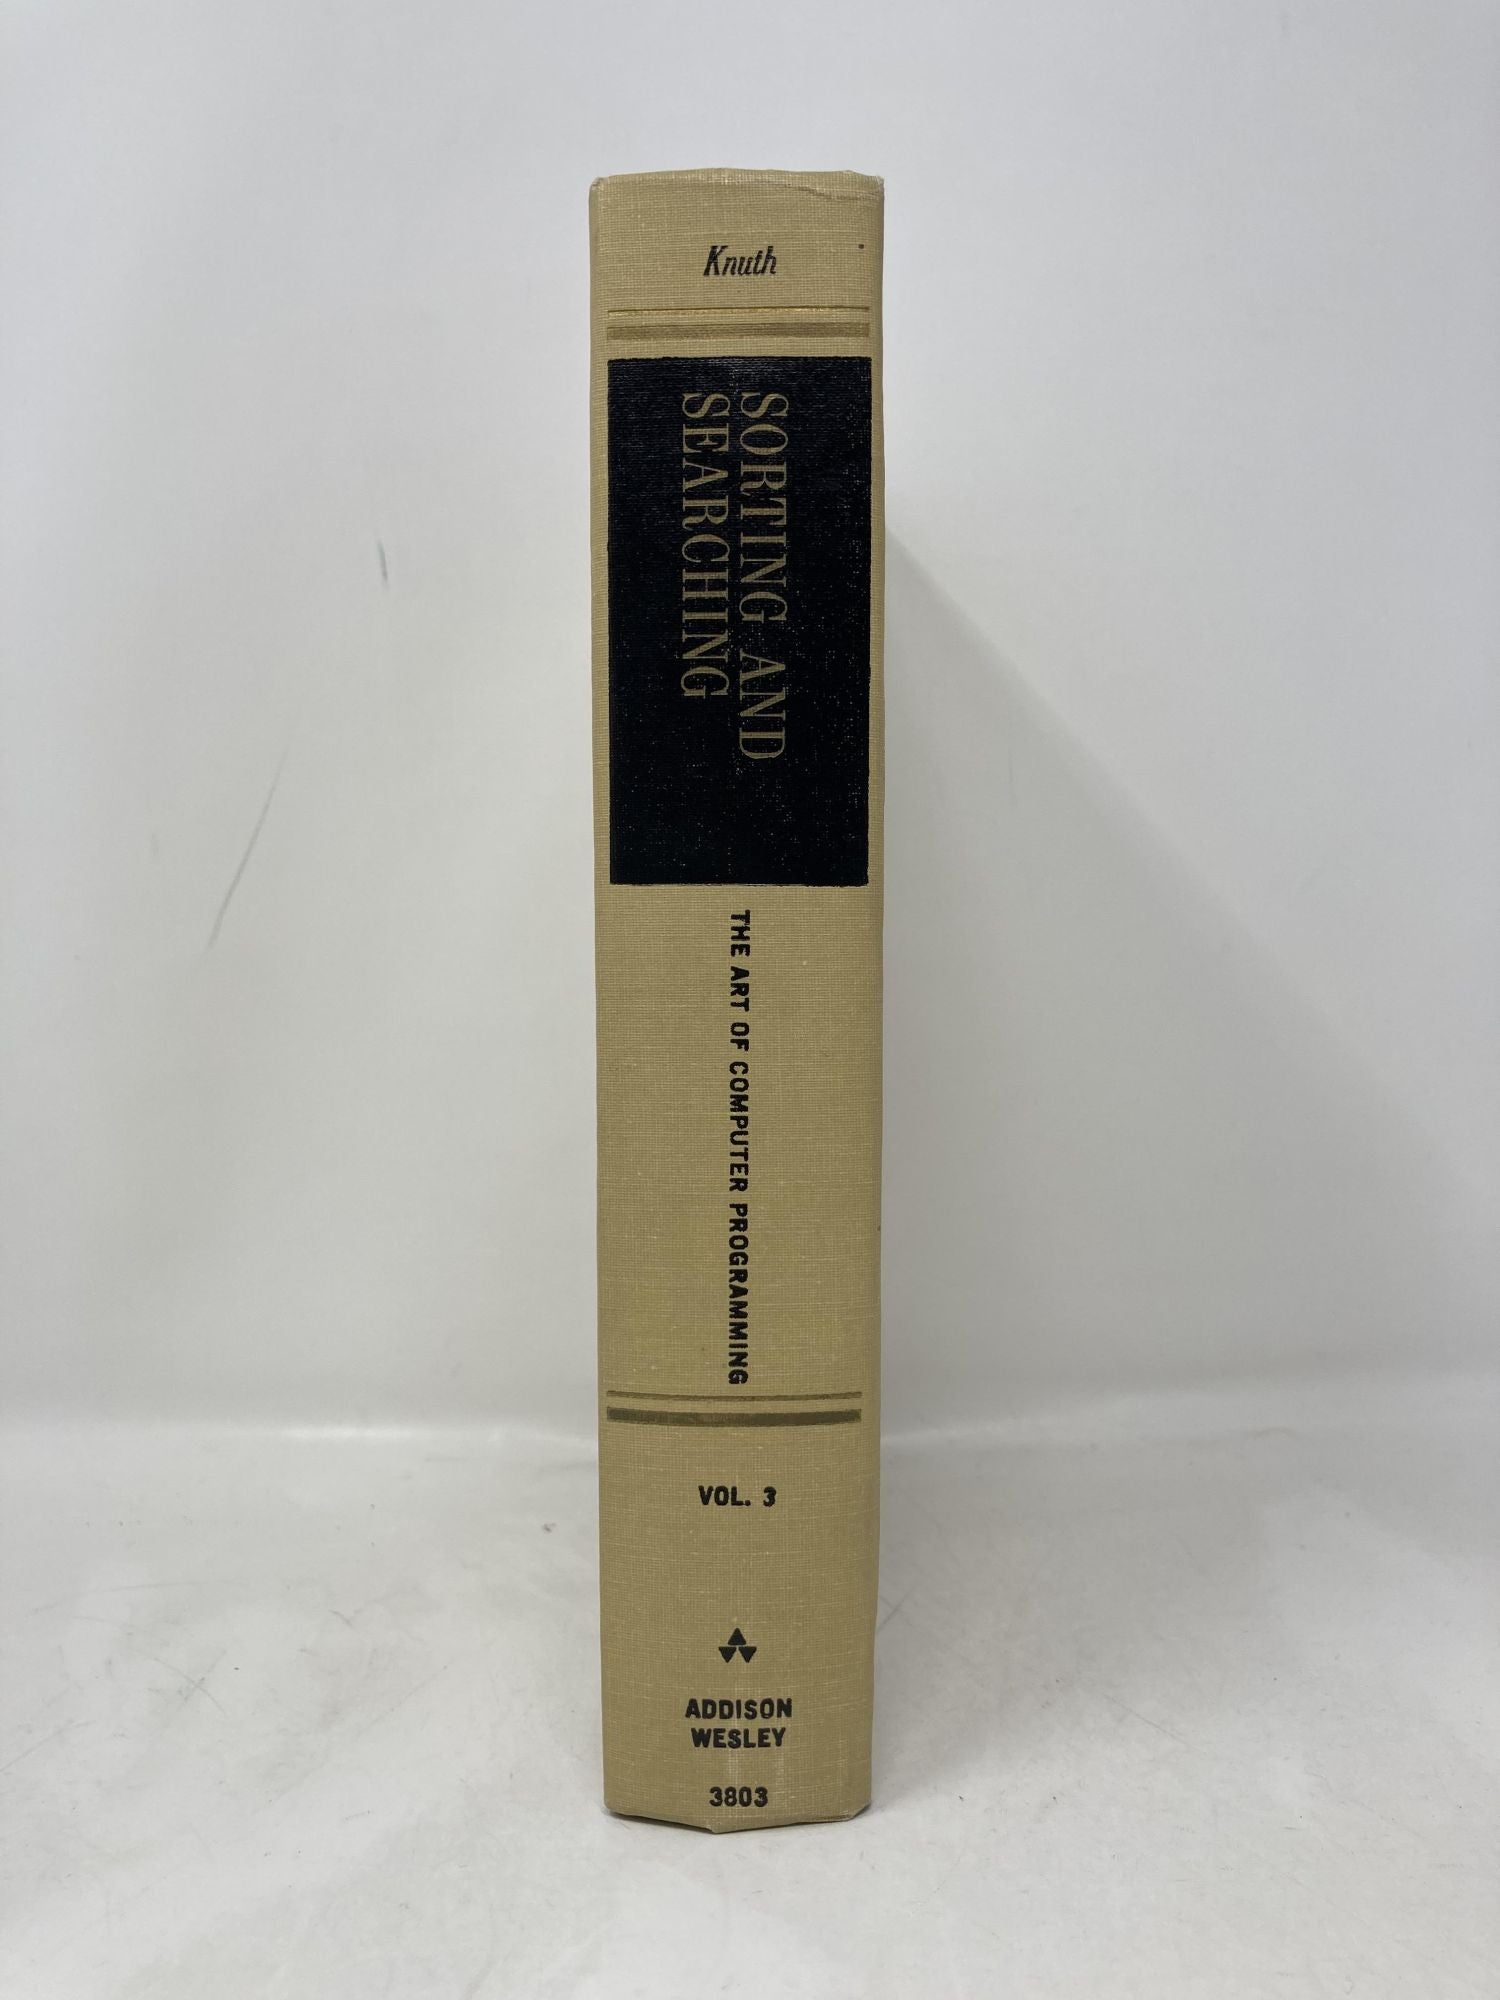 Knuth
SORTING AND
SEARCHING
THE ART OF COMPUTER PROGRAMMING
VOL. 3
ADDISON
WESLEY
3803